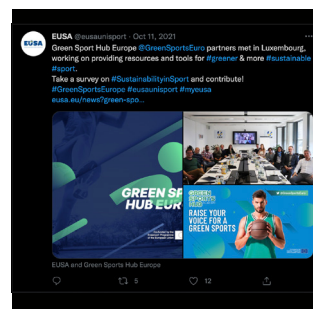 EUSA @eusaunisport · Oct 11, 2021
Green Sport Hub Europe @GreenSportsEuro partners met in Luxembourg,
working on providing resources and tools for #greener & more #sustainable
#sport.
Take a survey on #SustainabilityinSport and contribute!
#GreenSportsEurope #eusaunisport #myeusa
eusa.eu/news?green-spo...
GREEN SP
HUB EUR
GREEN
SPORTS
HUB
RAISE YOUR
VOICE FOR A
GREEN SPORTS
EUSA and Green Sports Hub Europe
5
12